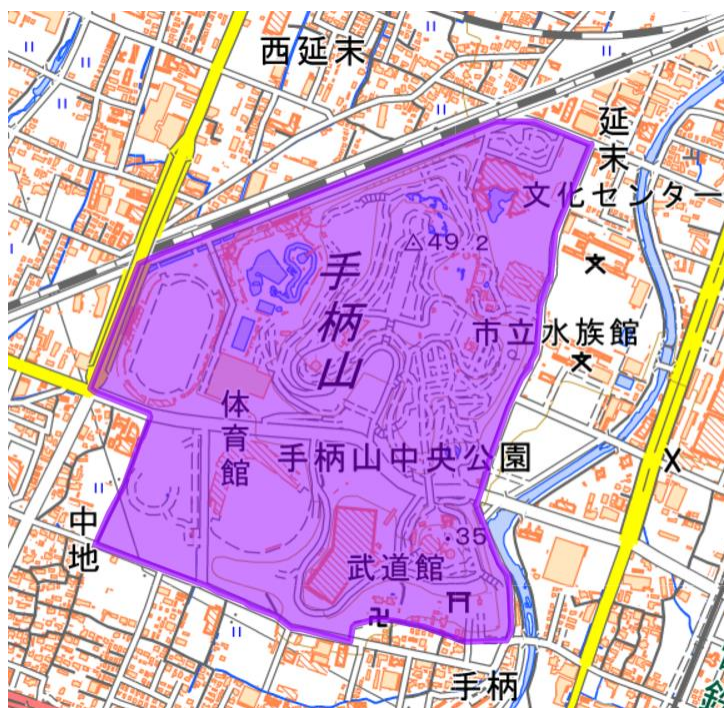 西延末
延末
文化センター
49.2
手柄山
市立水族館
体育館
手柄山中央公園
中地
・35
武道館
手柄